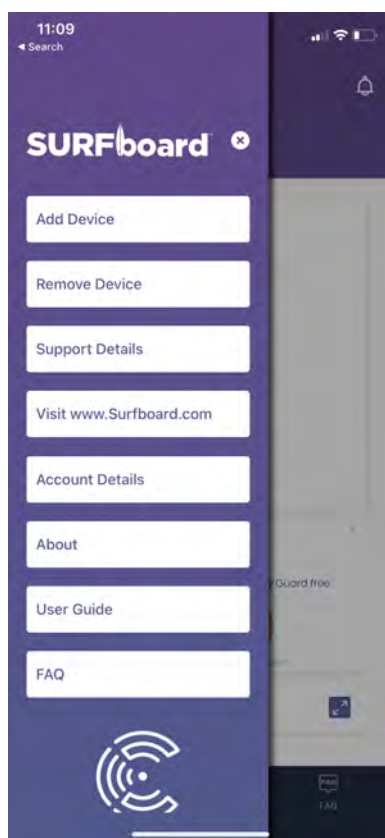 11:09
Search
SURFboard
Add Device
Remove Device
Support Details
Visit www.Surfboard.com
Account Details
About
User Guide
Guard free
FAQ
FAQ